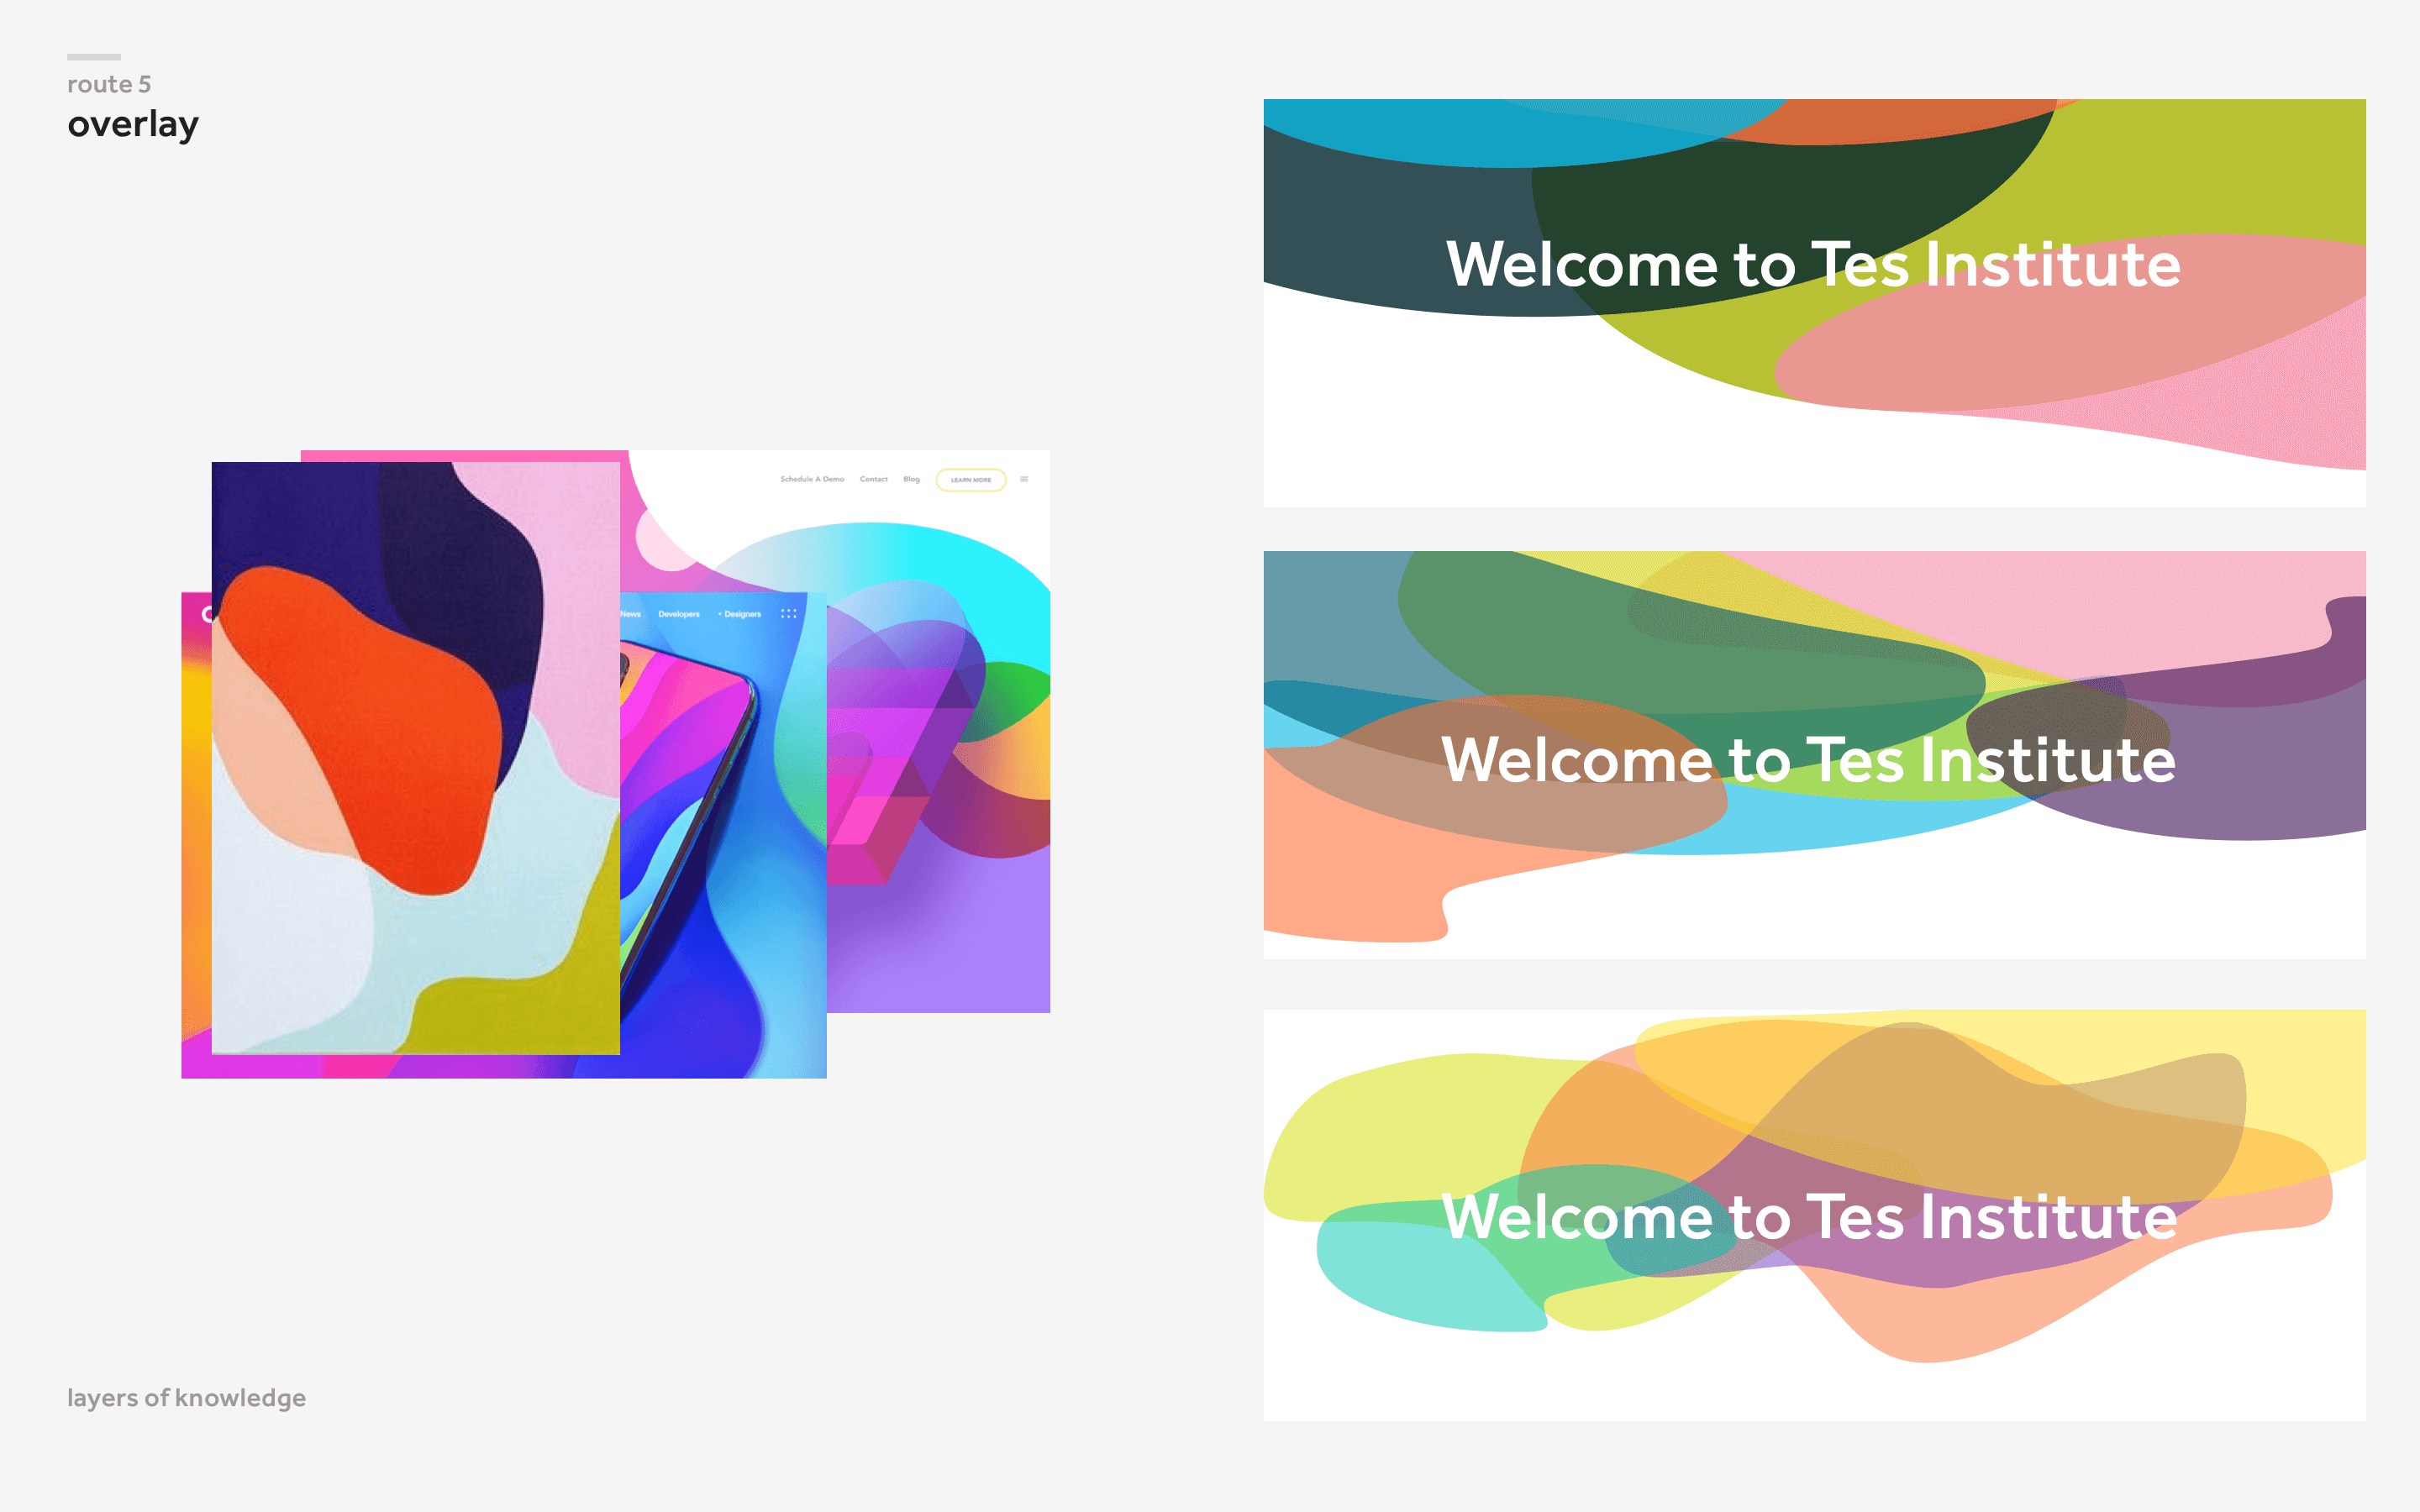 route 5
overlay
Schedule A Demo Contact Blog LEARN MORE
News Developers + Designers
Welcome to Tes Institute
Welcome to Tes Institute
Welcome to Tes Institute
layers of knowledge